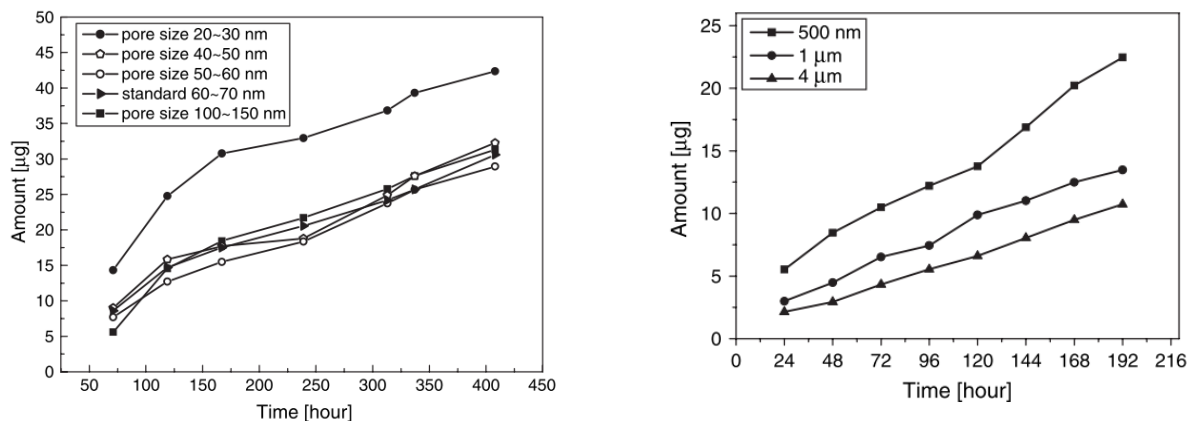 50
45
40
35
30
25
20
15
10
5
0
Amount [µg]
pore size 20~30 nm
pore size 40~50 nm
pore size 50~60 nm
standard 60~70 nm
pore size 100~150 nm
50 100 150 200 250 300 350 400 450
Time [hour]
25
20
15
10
5
0
Amount [µg]
500 nm
1 µm
4 µm
0 24 48 72 96 120 144 168 192 216
Time [hour]